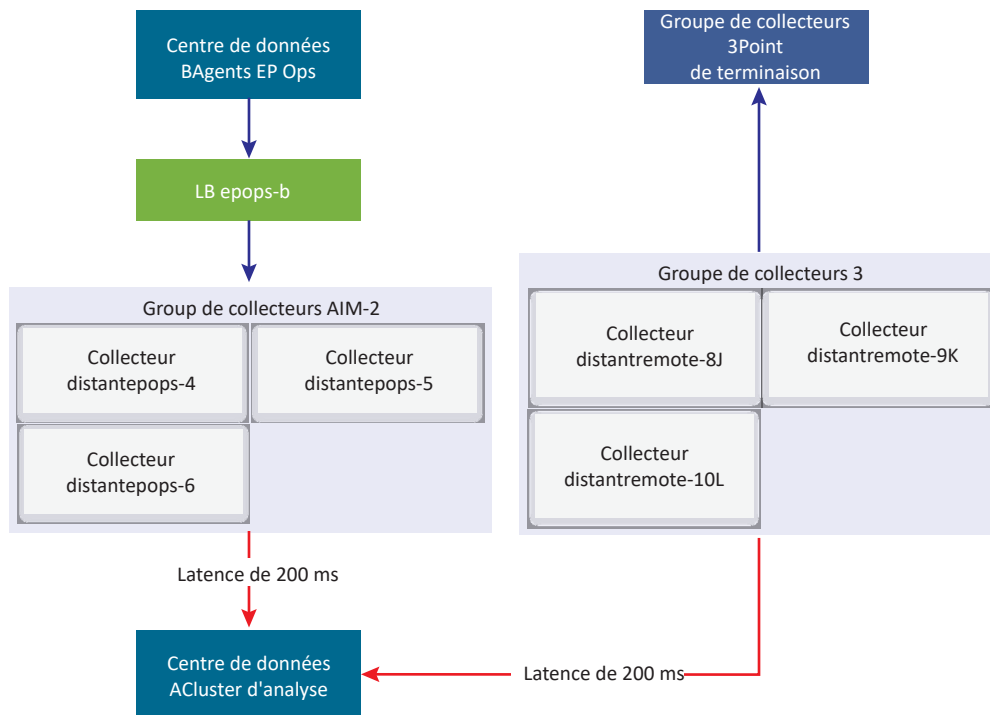 Centre de données
BAgents EP Ops
Groupe de collecteurs
3Point
de terminaison
LB epops-b
Group de collecteurs AIM-2
Collecteur
distantepops-4
Collecteur
distantepops-5
Collecteur
distantepops-6
Groupe de collecteurs 3
Collecteur
distantremote-8J
Collecteur
distantremote-9K
Collecteur
distantremote-10L
Latence de 200 ms
Centre de données
ACluster d'analyse
Latence de 200 ms